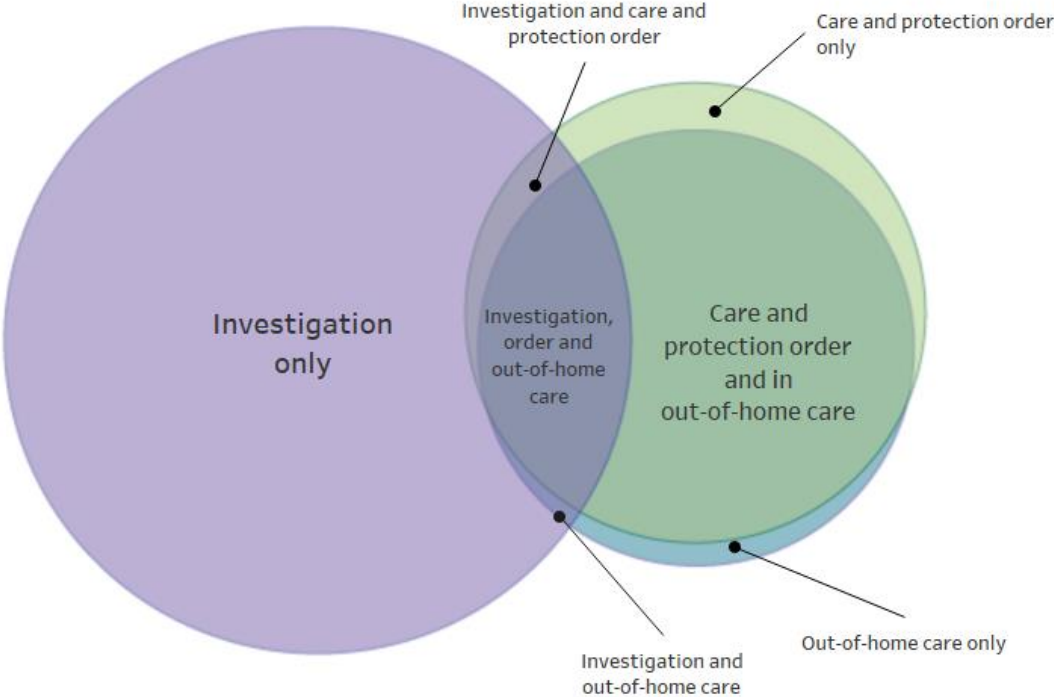 Investigation and care and
protection order
Care and protection order
only
Investigation
only
Investigation,
order and
out-of-home
care
Care and
protection order
and in
out-of-home care
Out-of-home care only
Investigation and
out-of-home care